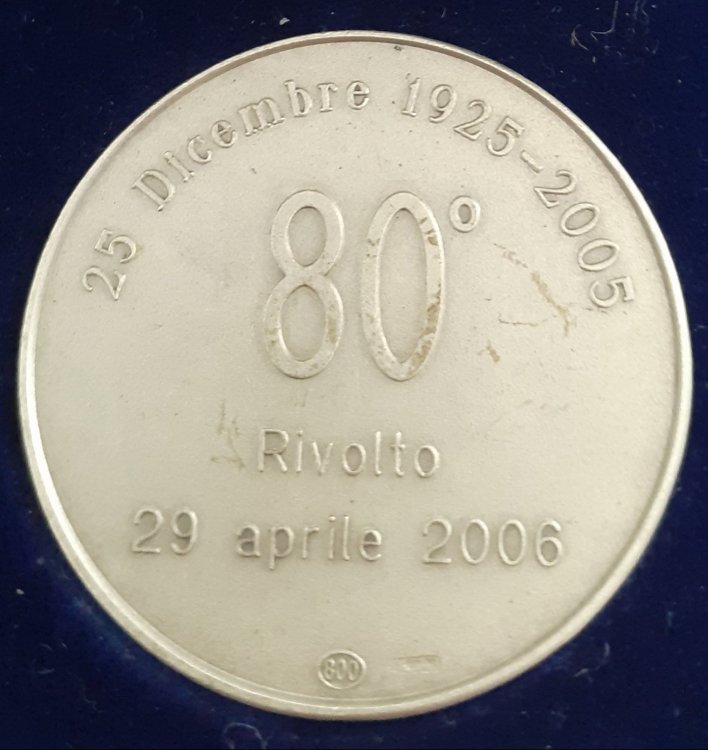 25 Dicembre 1925-2005
80°
Rivolto
29 aprile 2006
800